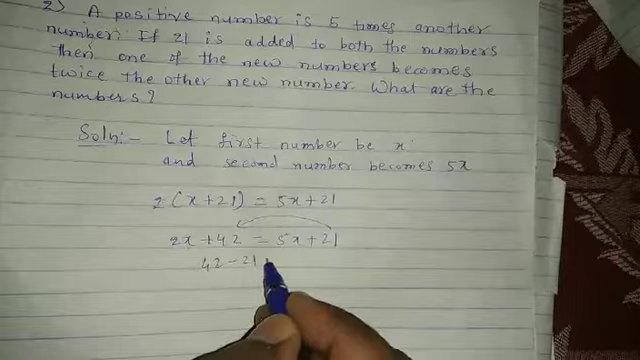 2) A positive number is 5 times another
number. If 21 is added to both the numbers
then one of the new numbers becomes
twice the other new number. What are the
numbers?
Soln:- Let first number be x
and second number becomes 5x
2(x+21) = 5x+21
2x+42 = 5x+21
42-21